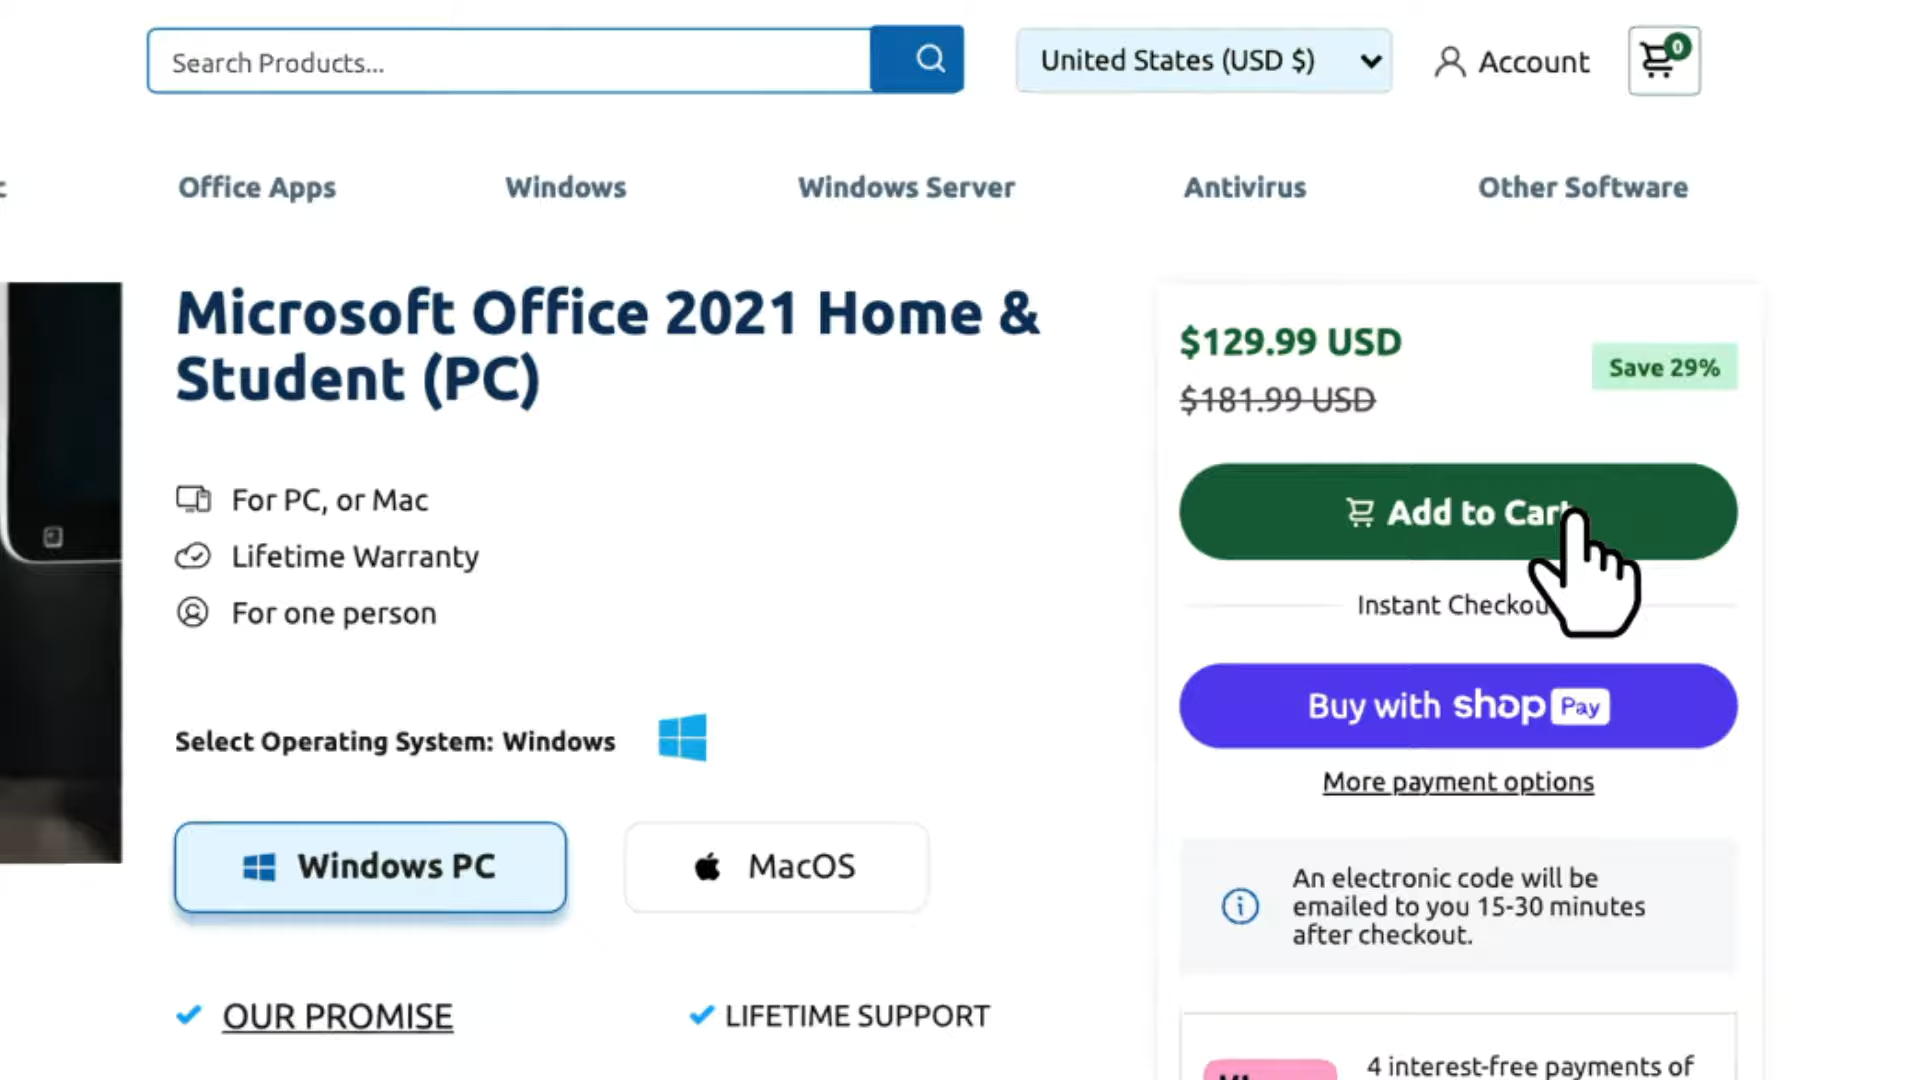 Search Products...
United States (USD $)
Account
0
Office Apps
Windows
Windows Server
Antivirus
Other Software
Microsoft Office 2021 Home &
Student (PC)
For PC, or Mac
Lifetime Warranty
For one person
Select Operating System: Windows
Windows PC
MacOS
OUR PROMISE
LIFETIME SUPPORT
$129.99 USD
$181.99 USD
Save 29%
Add to Cart
Instant Checkou
Buy with shop Pay
More payment options
An electronic code will be
emailed to you 15-30 minutes
after checkout.
4 interest-free payments of